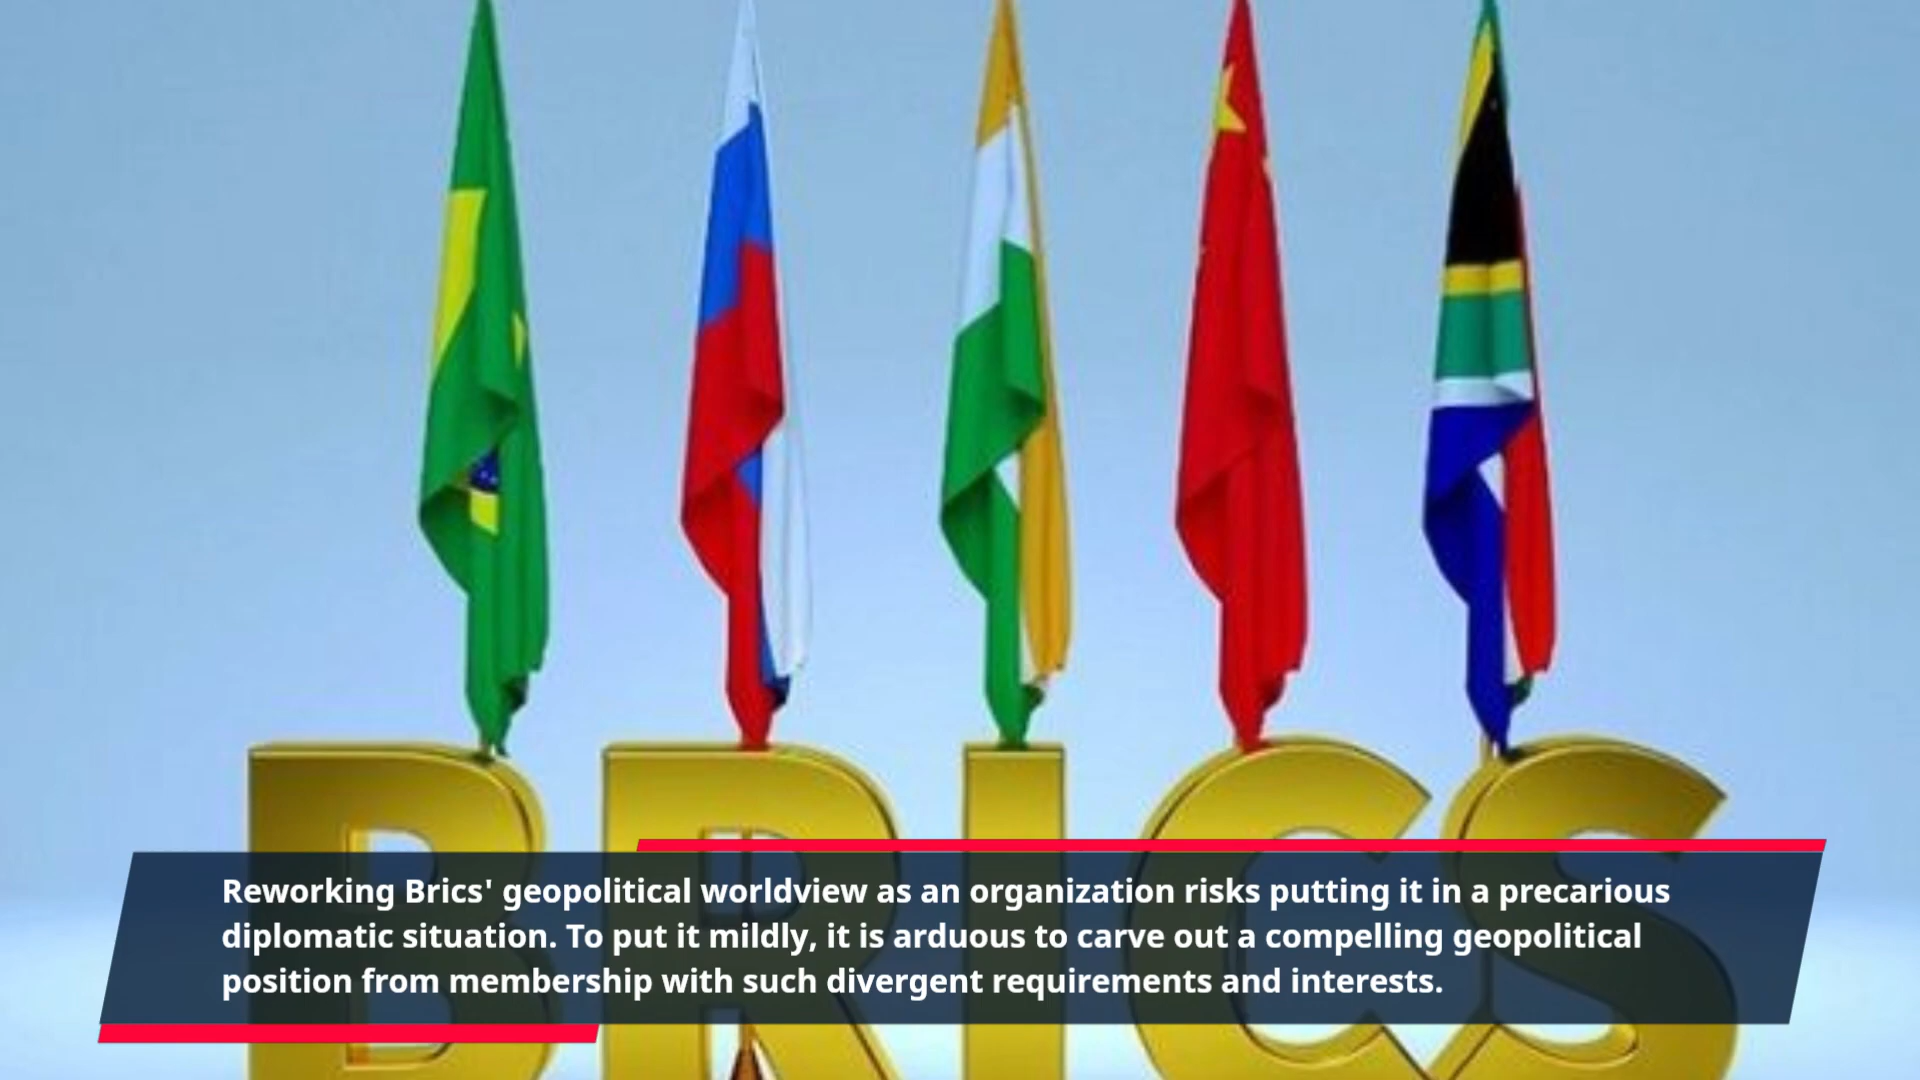 BRICS
Reworking Brics' geopolitical worldview as an organization risks putting it in a precarious
diplomatic situation. To put it mildly, it is arduous to carve out a compelling geopolitical
position from membership with such divergent requirements and interests.